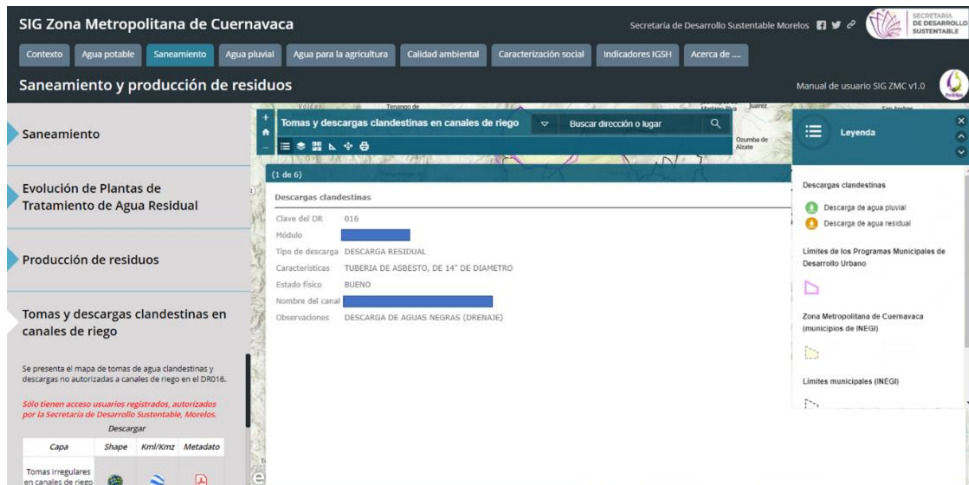 SIG Zona Metropolitana de Cuernavaca
Secretaría de Desarrollo Sustentable Morelos
SECRETARÍA
DE DESARROLLO
SUSTENTABLE
Contexto
Agua potable
Saneamiento
Agua pluvial
Agua para la agricultura
Calidad ambiental
Caracterización social
Indicadores IGSH
Acerca de ....
Saneamiento y producción de residuos
Manual de usuario SIG ZMC v1.0
Saneamiento
Evolución de Plantas de
Tratamiento de Agua Residual
Producción de residuos
Tomas y descargas clandestinas en
canales de riego
Se presenta el mapa de tomas de agua clandestinas y
descargas no autorizadas a canales de riego en el DR016.
Sólo tienen acceso usuarios registrados, autorizados
por la Secretaría de Desarrollo Sustentable, Morelos.
Descargar
Capa Shape Kml/Kmz Metadato
Tomas irregulares
en canales de riego
Tenango de
Juárez
Tomas y descargas clandestinas en canales de riego
Buscar dirección o lugar
Ozumba de
Alzate
(1 de 6)
Descargas clandestinas
Clave del DR 016
Módulo
Tipo de descarga DESCARGA RESIDUAL
Características TUBERIA DE ASBESTO, DE 14" DE DIAMETRO
Estado físico BUENO
Nombre del canal
Observaciones DESCARGA DE AGUAS NEGRAS (DRENAJE)
Leyenda
Descargas clandestinas
Descarga de agua pluvial
Descarga de agua residual
Límites de los Programas Municipales de
Desarrollo Urbano
Zona Metropolitana de Cuernavaca
(municipios de INEGI)
Límites municipales (INEGI)